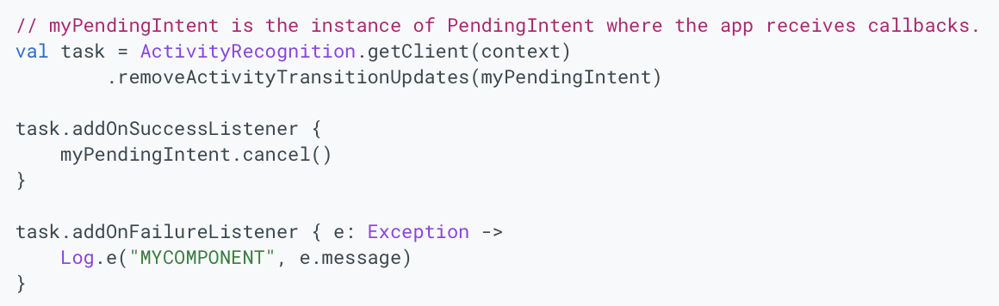 // myPendingIntent is the instance of PendingIntent where the app receives callbacks.
val task = ActivityRecognition.getClient(context)
        .removeActivityTransitionUpdates(myPendingIntent)

task.addOnSuccessListener {
    myPendingIntent.cancel()
}

task.addOnFailureListener { e: Exception ->
    Log.e("MYCOMPONENT", e.message)
}